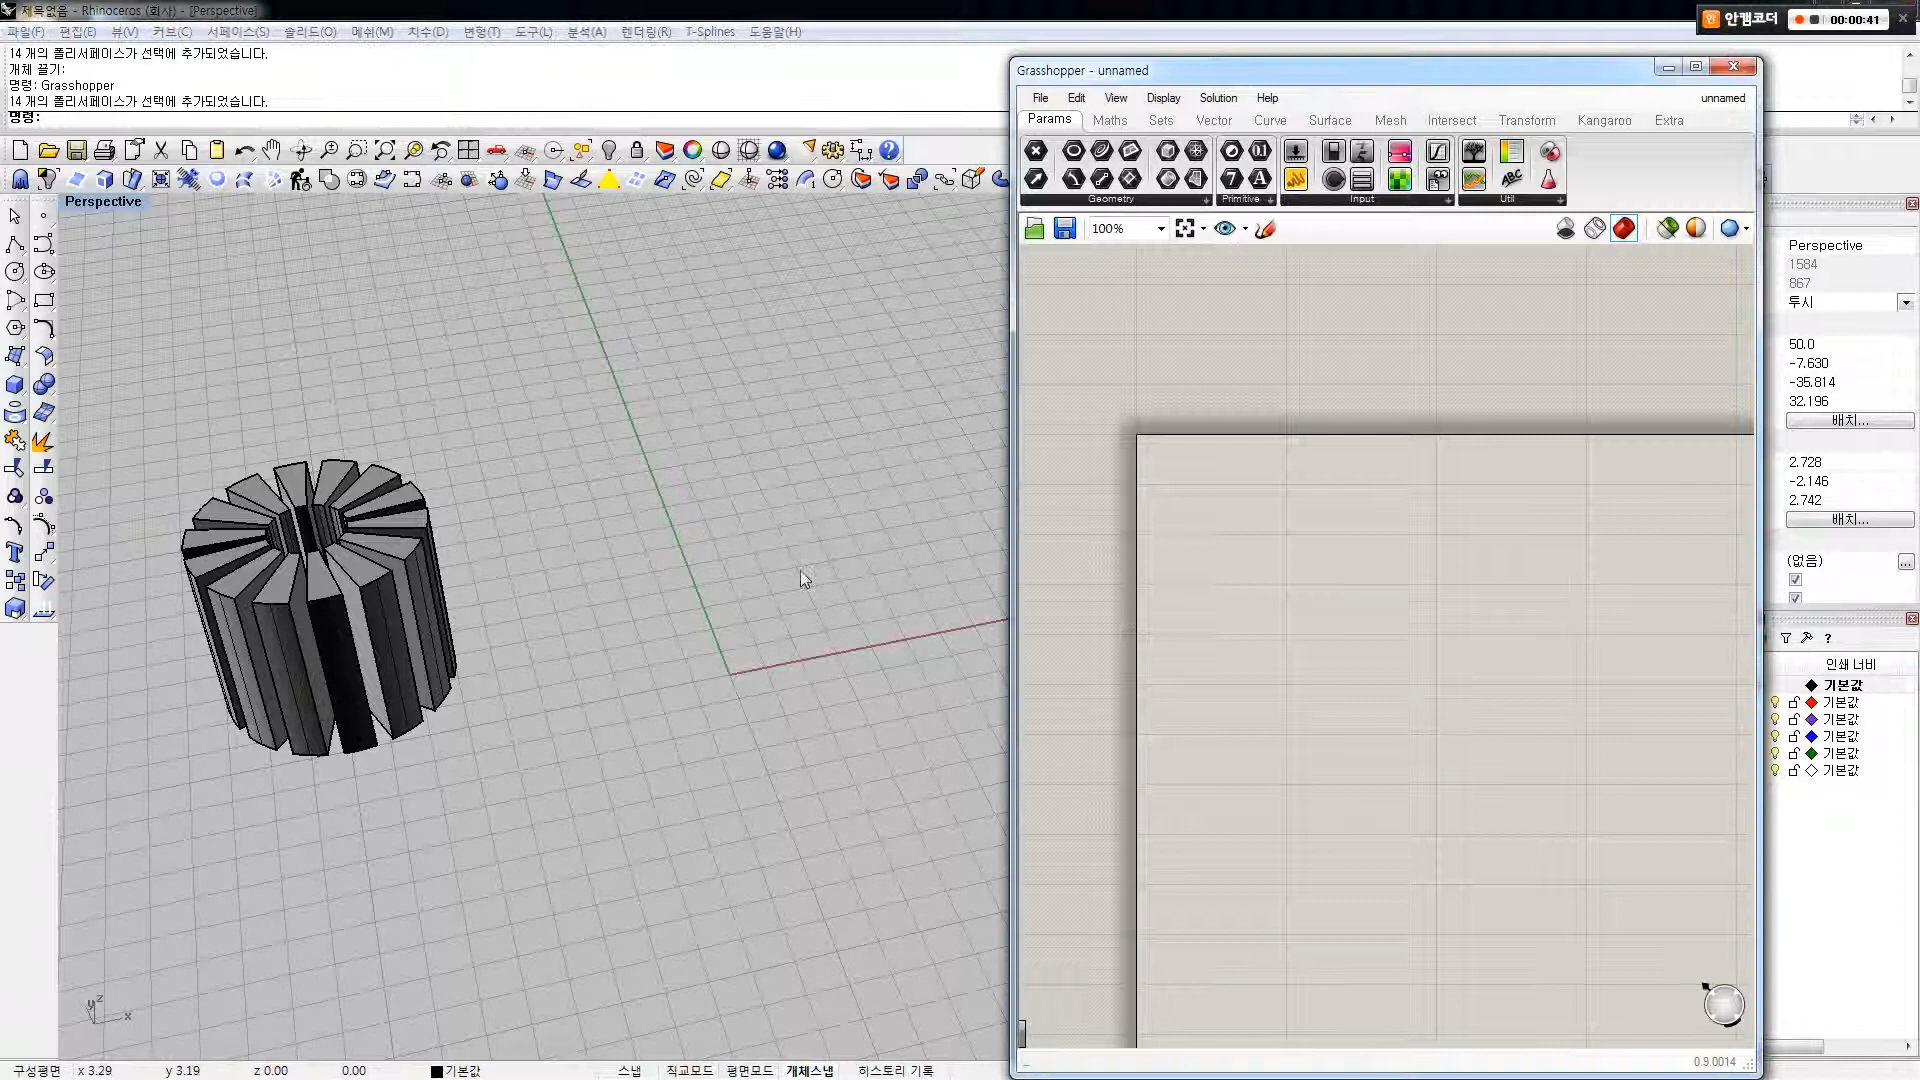 제목없음 - Rhinoceros (회사) - [Perspective]
파일(F) 편집(E) 뷰(V) 커브(C) 서페이스(S) 솔리드(O) 메쉬(M) 치수(D) 변형(T) 도구(L) 분석(A) 렌더링(R) T-Splines 도움말(H)
안캠코더 00:00:41
14 개의 폴리서페이스가 선택에 추가되었습니다.
개체 끌기:
명령: Grasshopper
14 개의 폴리서페이스가 선택에 추가되었습니다.
명령:
Perspective
Grasshopper - unnamed
File Edit View Display Solution Help unnamed
Params Maths Sets Vector Curve Surface Mesh Intersect Transform Kangaroo Extra
Geometry Primitive Input Util
100%
0.9.0014
Perspective
1584
867
투시
50.0
-7.630
-35.814
32.196
배치...
2.728
-2.146
2.742
배치...
(없음)
인쇄 너비
기본값
기본값
기본값
기본값
기본값
기본값
z
y
x
구성평면 x 3.29 y 3.19 z 0.00 0.00 기본값 스냅 직교모드 평면모드 개체스냅 히스토리 기록